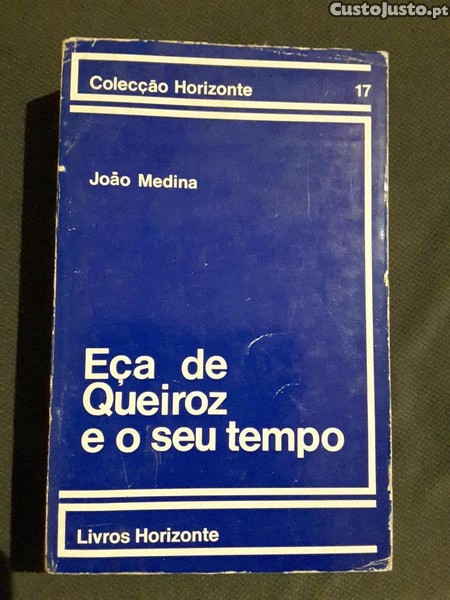 CustoJusto.pt
Colecção Horizonte 17
João Medina
Eça de
Queiroz
e o seu tempo
Livros Horizonte